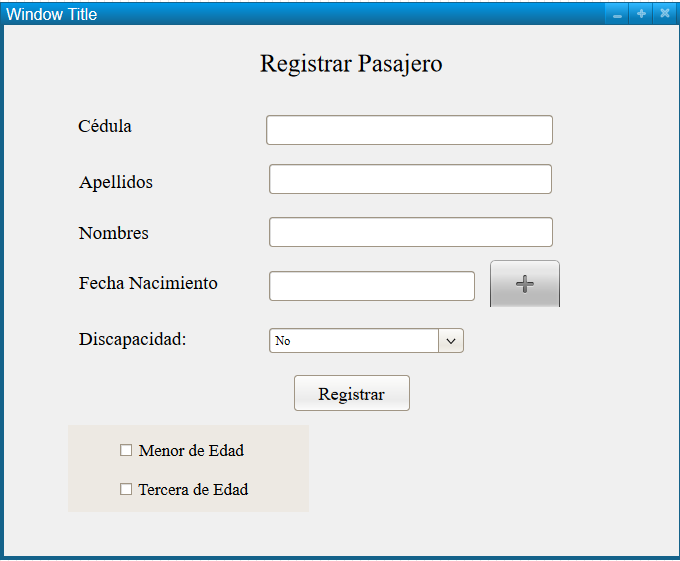 Window Title
Registrar Pasajero
Cédula
Apellidos
Nombres
Fecha Nacimiento
Discapacidad:
No
Registrar
Menor de Edad
Tercera de Edad